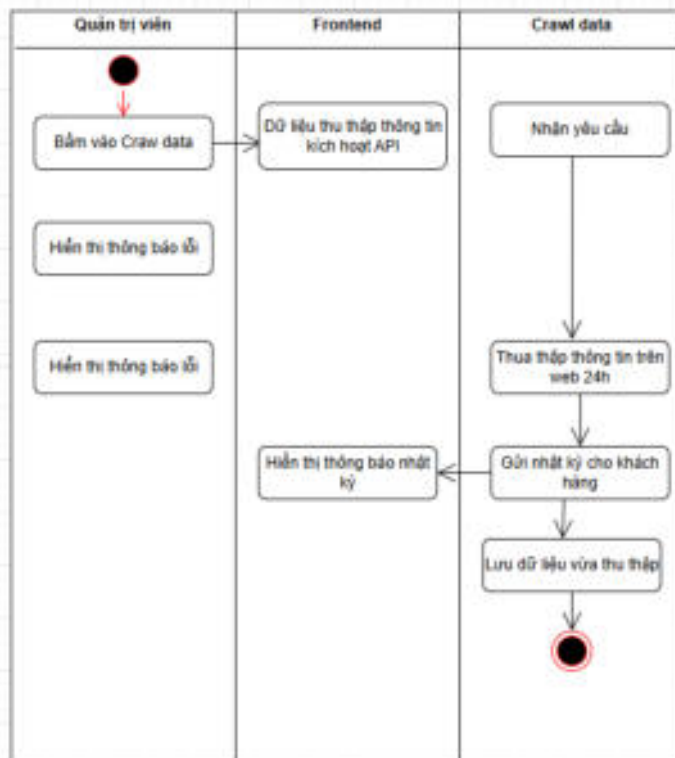 Quản trị viên
Frontend
Crawl data
Bấm vào Craw data
Dữ liệu thu thập thông tin
kích hoạt API
Nhận yêu cầu
Hiển thị thông báo lỗi
Hiển thị thông báo lỗi
Thua thập thông tin trên
web 24h
Hiển thị thông báo nhật
ký
Gửi nhật ký cho khách
hàng
Lưu dữ liệu vừa thu thập